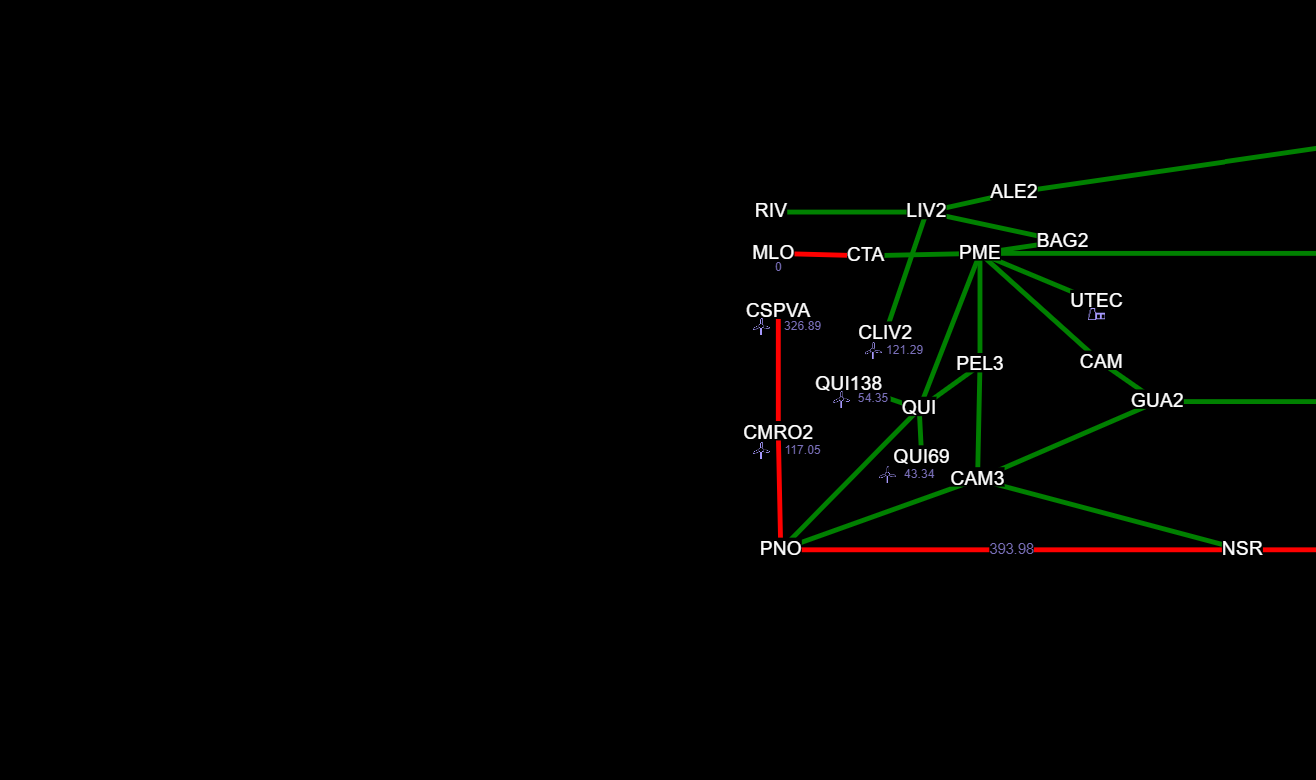 ALE2
RIV
LIV2
BAG2
MLO
0
CTA
PME
UTEC
CSPVA
326.89
CLIV2
121.29
PEL3
CAM
QUI138
54.35
QUI
GUA2
CMRO2
117.05
QUI69
43.34
CAM3
PNO
393.98
NSR